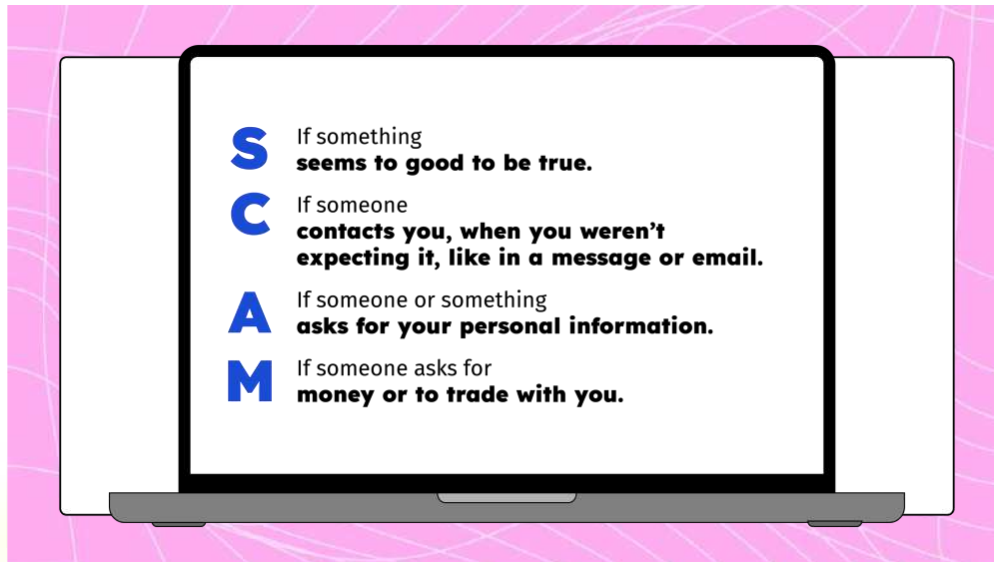 S If something
seems to good to be true.
C If someone
contacts you, when you weren't
expecting it, like in a message or email.
A If someone or something
asks for your personal information.
M If someone asks for
money or to trade with you.